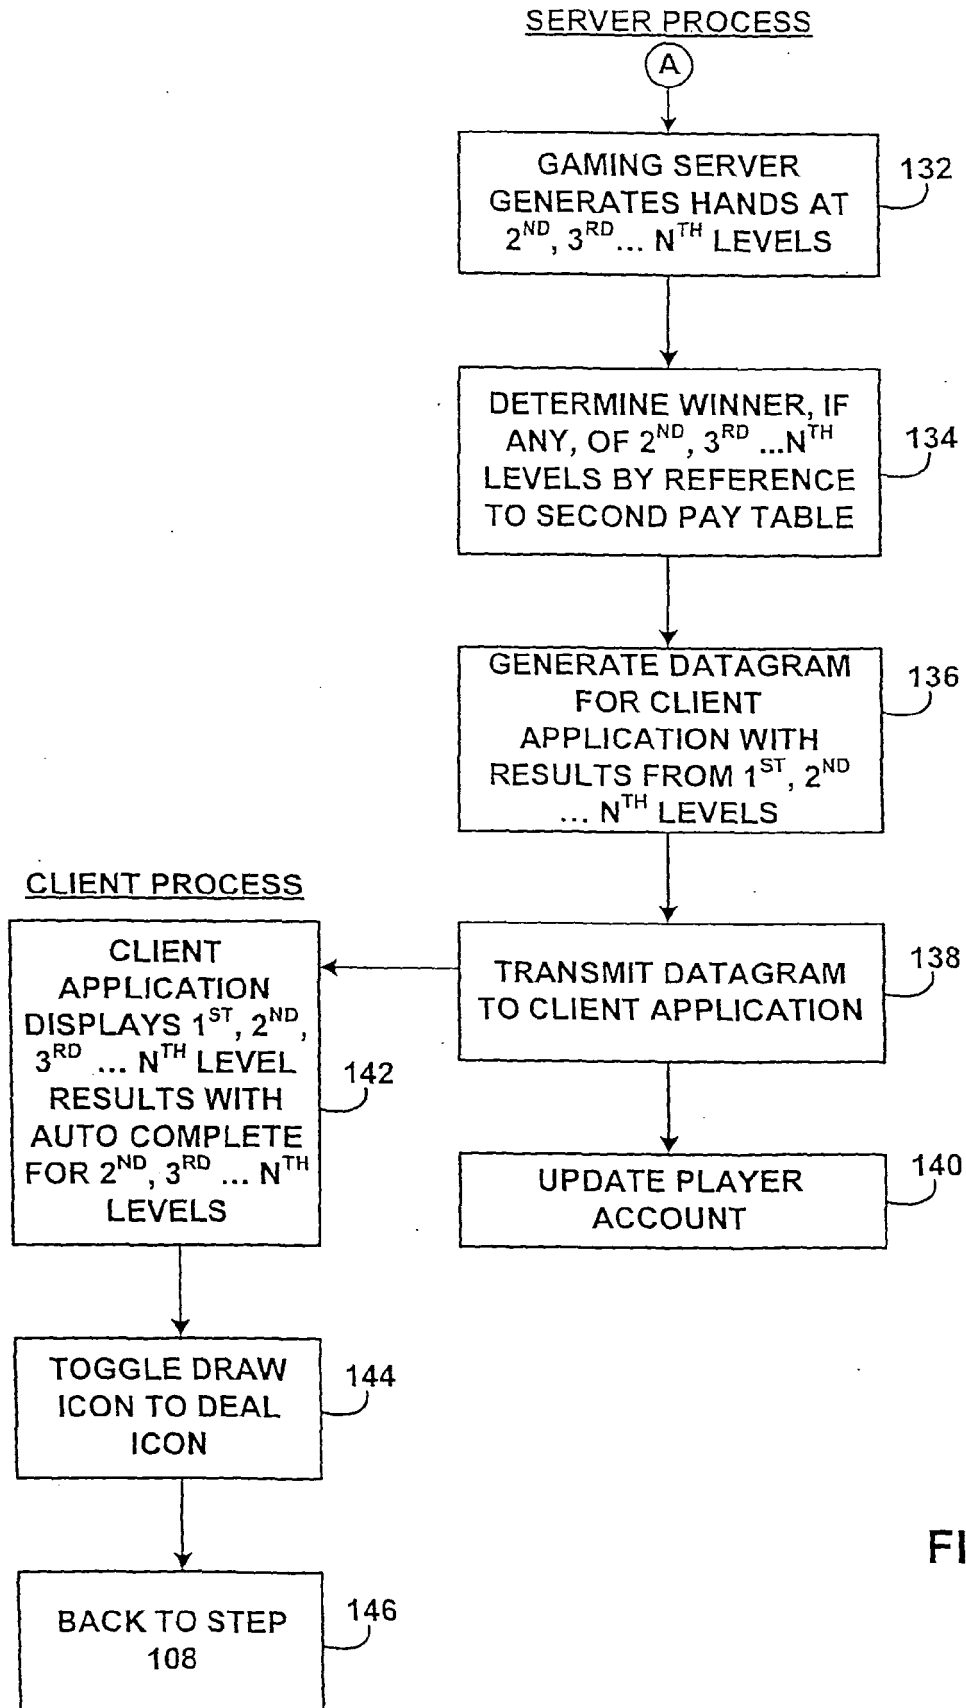 SERVER PROCESS
A
GAMING SERVER
GENERATES HANDS AT
2ND, 3RD... NTH LEVELS
132
DETERMINE WINNER, IF
ANY, OF 2ND, 3RD ...NTH
LEVELS BY REFERENCE
TO SECOND PAY TABLE
134
GENERATE DATAGRAM
FOR CLIENT
APPLICATION WITH
RESULTS FROM 1ST, 2ND
... NTH LEVELS
136
TRANSMIT DATAGRAM
TO CLIENT APPLICATION
138
UPDATE PLAYER
ACCOUNT
140
CLIENT PROCESS
CLIENT
APPLICATION
DISPLAYS 1ST, 2ND,
3RD ... NTH LEVEL
RESULTS WITH
AUTO COMPLETE
FOR 2ND, 3RD ... NTH
LEVELS
142
TOGGLE DRAW
ICON TO DEAL
ICON
144
BACK TO STEP
108
146
FI